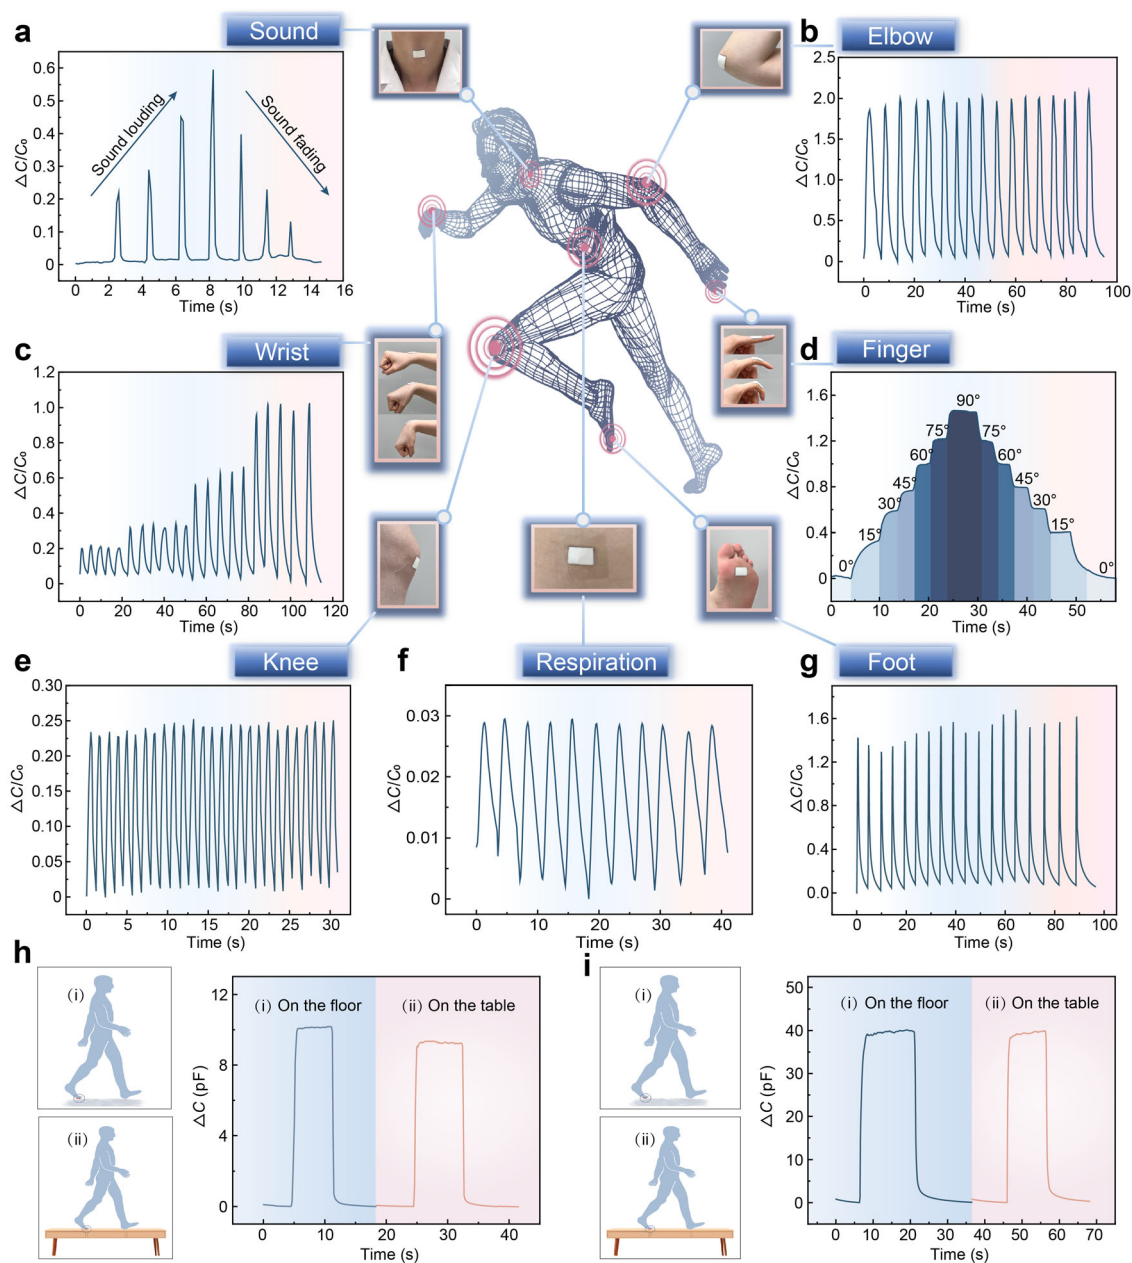 a
Sound
0.6
0.5
0.4
0.3
0.2
0.1
0
△C/C₀
Sound louding
Sound fading
0 2 4 6 8 10 12 14 16
Time (s)
b
Elbow
2.5
2.0
1.5
1.0
0.5
0
△C/C₀
0 20 40 60 80 100
Time (s)
c
Wrist
1.2
1.0
0.8
0.6
0.4
0.2
0
△C/C₀
0 20 40 60 80 100 120
Time (s)
d
Finger
1.6
1.2
0.8
0.4
0
△C/C₀
0°
15°
30°
45°
60°
75°
90°
75°
60°
45°
30°
15°
0°
0 10 20 30 40 50
Time (s)
e
Knee
0.30
0.25
0.20
0.15
0.10
0.05
0
△C/C₀
0 5 10 15 20 25 30
Time (s)
f
Respiration
0.03
0.02
0.01
0
△C/C₀
0 10 20 30 40
Time (s)
g
Foot
1.6
1.2
0.8
0.4
0.0
△C/C₀
0 20 40 60 80 100
Time (s)
h
(i)
(ii)
12
9
8
4
0
△C (pF)
(i) On the floor
(ii) On the table
0 10 20 30 40
Time (s)
i
(i)
(ii)
50
40
30
20
10
0
△C (pF)
(i) On the floor
(ii) On the table
0 10 20 30 40 50 60 70 80
Time (s)